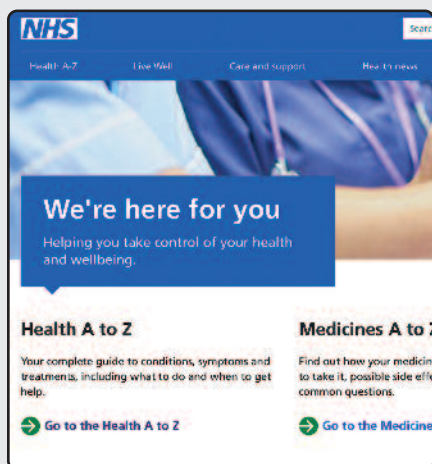 NHS
Health A-Z Live Well Care and support Health news
We're here for you
Helping you take control of your health
and wellbeing.
Health A to Z
Your complete guide to conditions, symptoms and
treatments, including what to do and when to get
help.
Go to the Health A to Z
Medicines A to
Find out how your
to take it, possible side
common questions.
Go to the